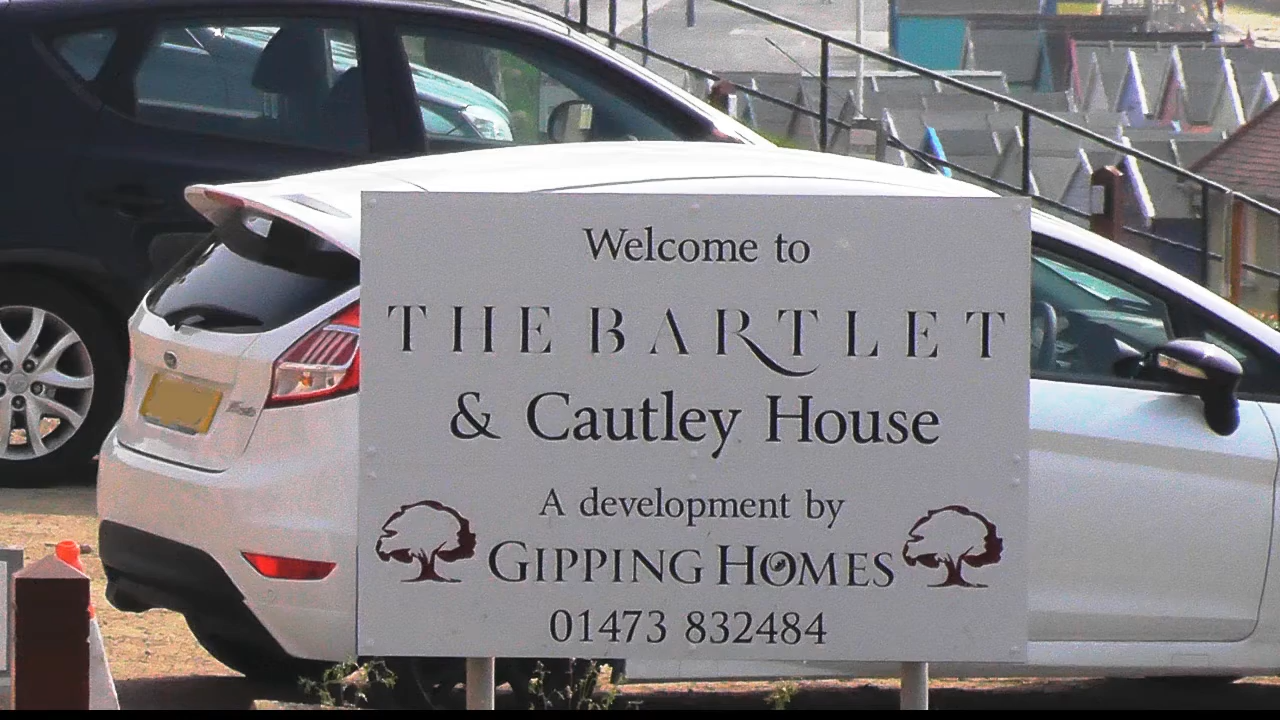 Welcome to
THE BARTLET
& Cautley House
A development by
GIPPING HOMES
01473 832484